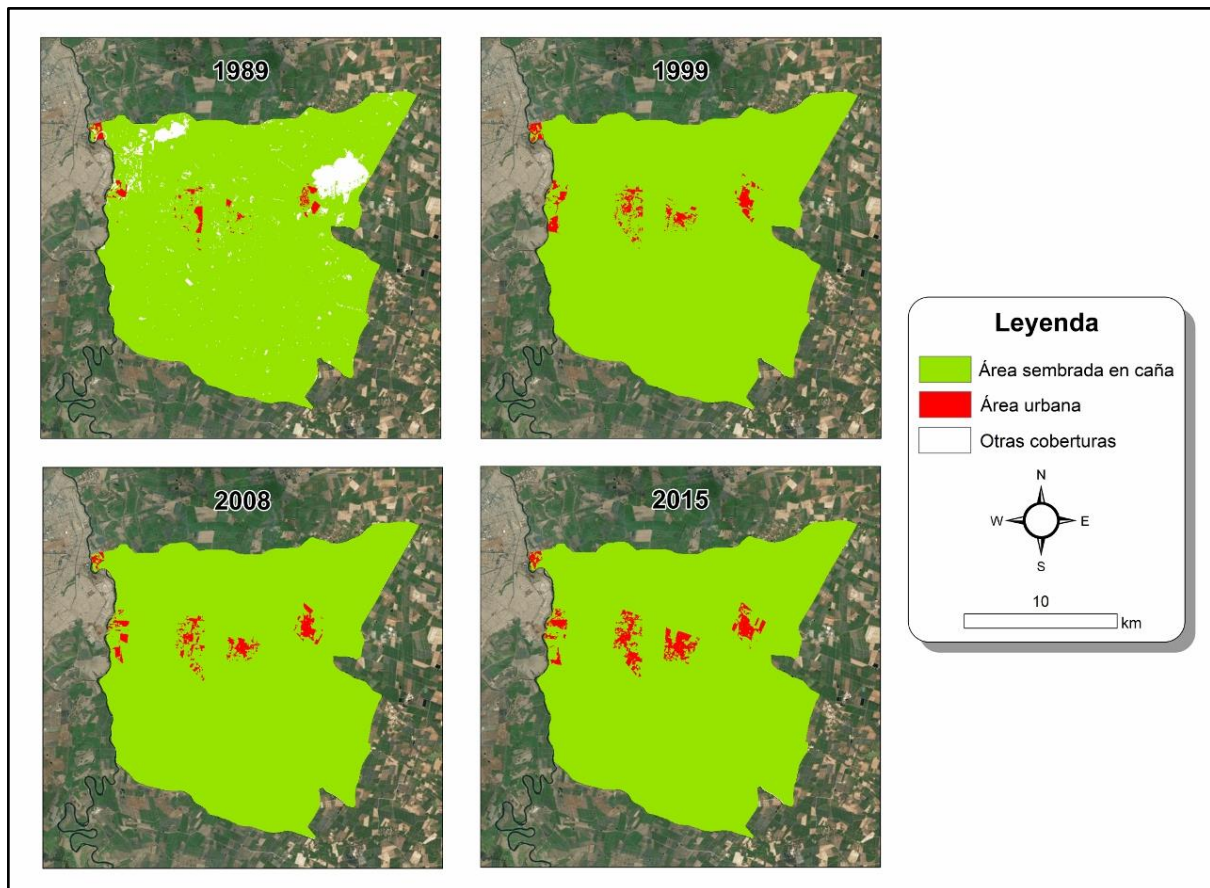 1989
1999
2008
2015
Leyenda
Área sembrada en caña
Área urbana
Otras coberturas
N
W
E
S
10
km